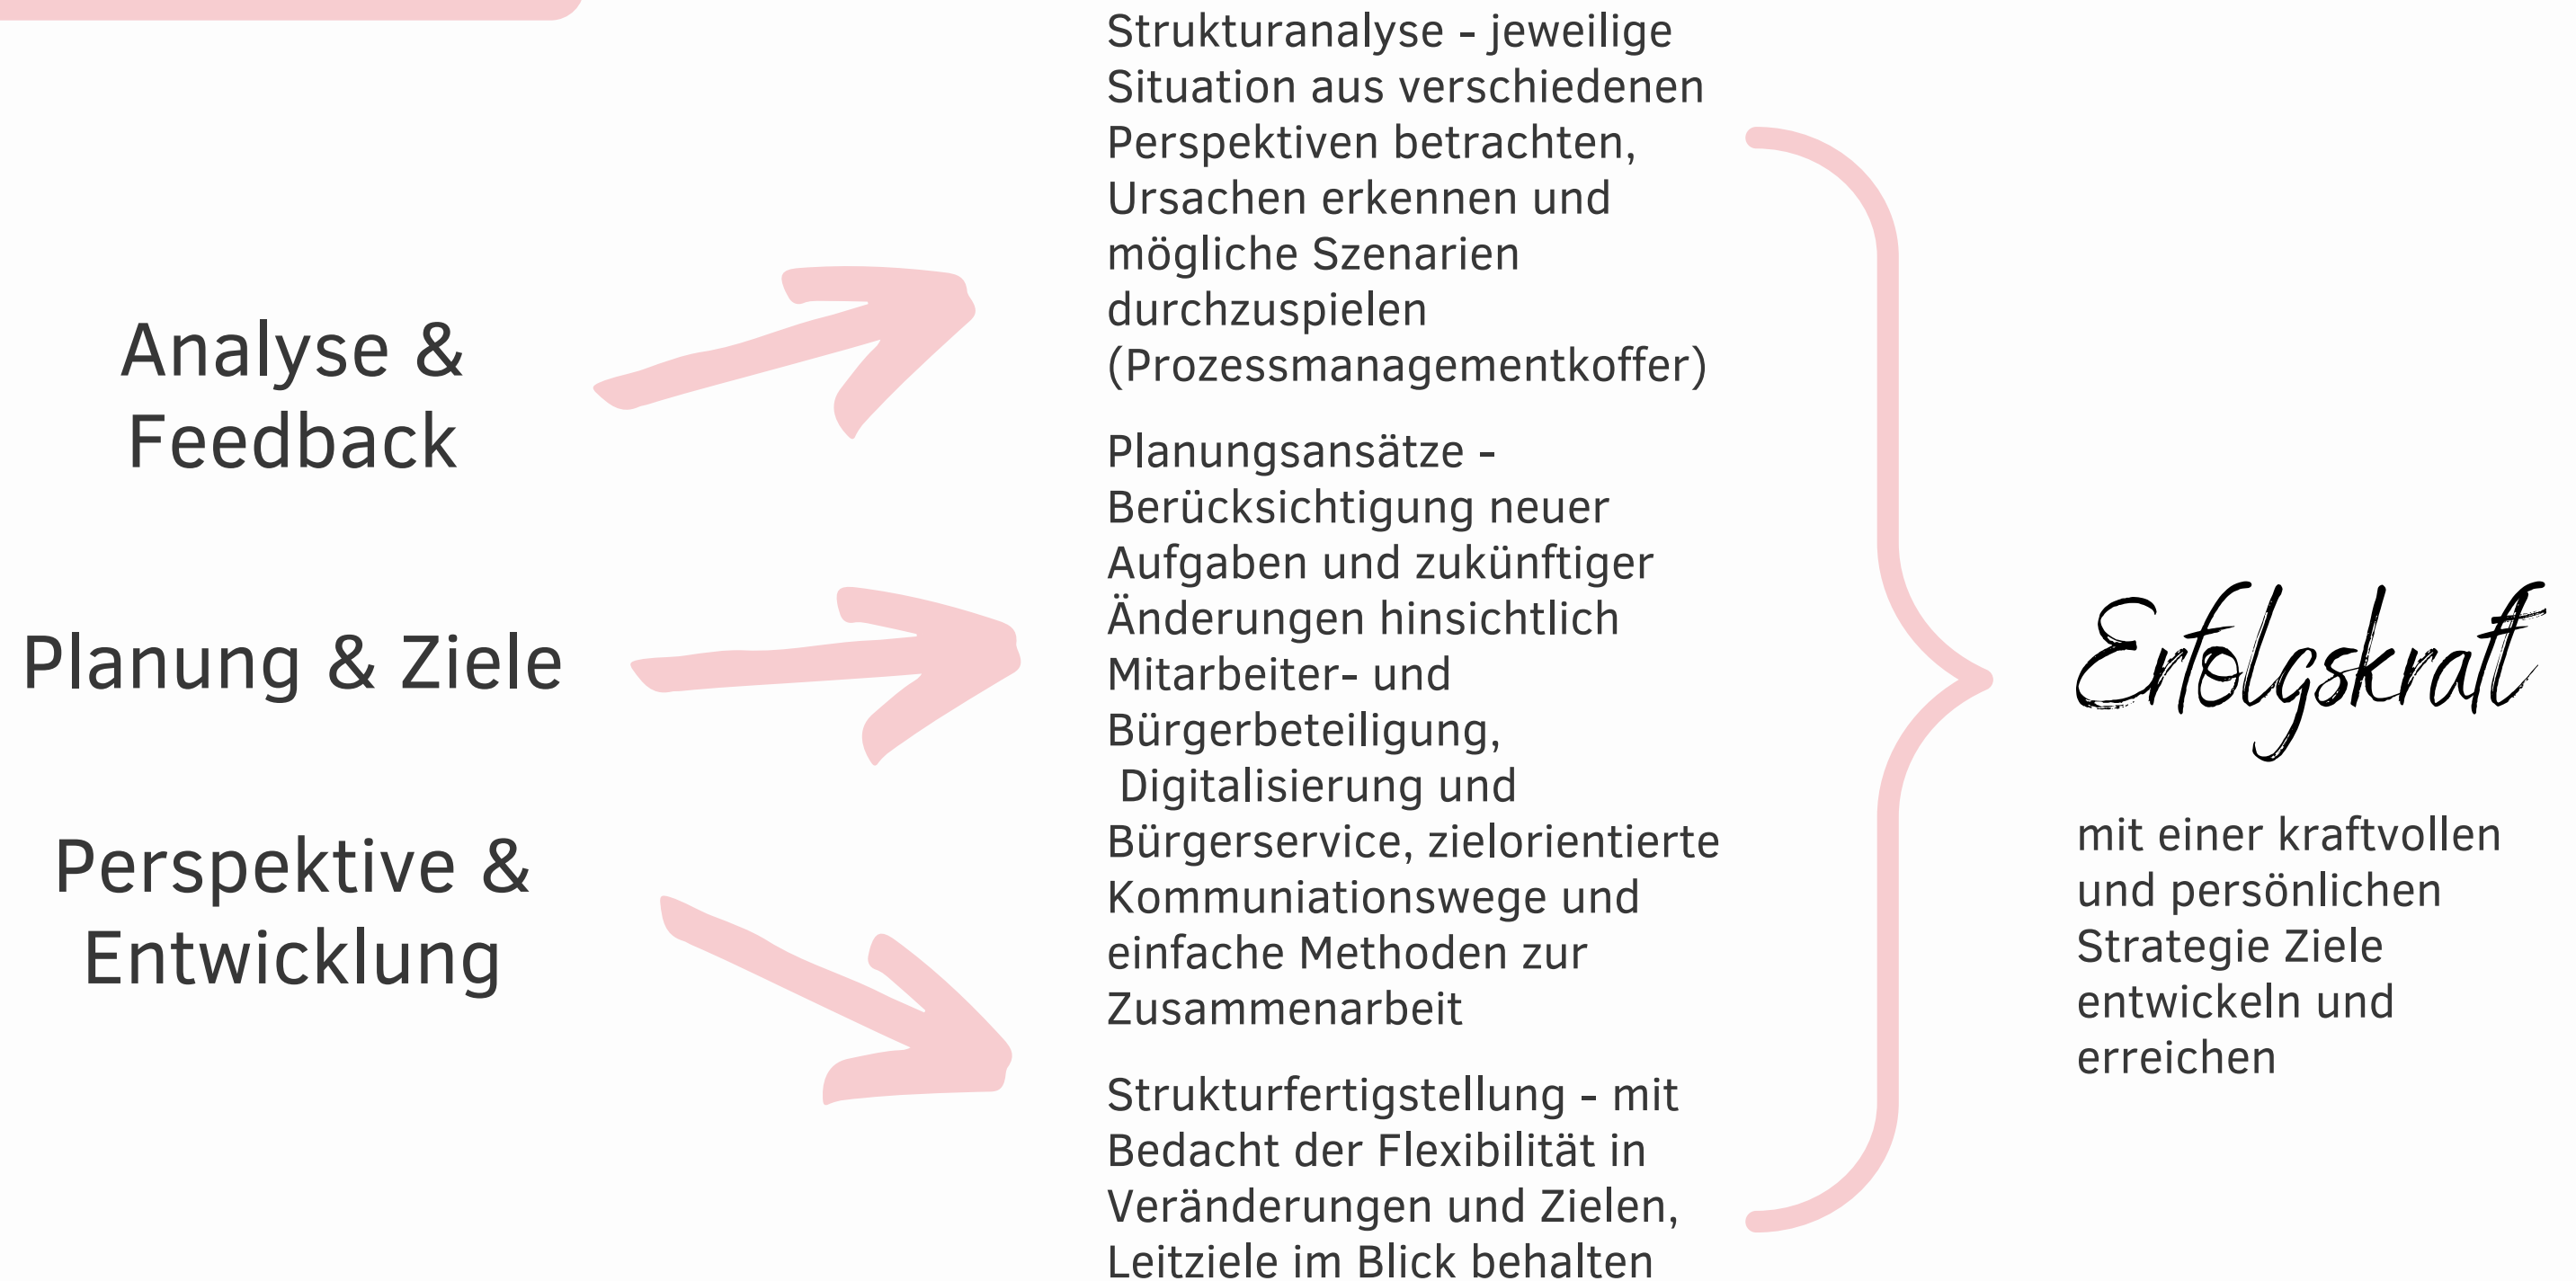 Analyse &
Feedback
Planung & Ziele
Perspektive &
Entwicklung
Strukturanalyse - jeweilige
Situation aus verschiedenen
Perspektiven betrachten,
Ursachen erkennen und
mögliche Szenarien
durchzuspielen
(Prozessmanagementkoffer)
Planungsansätze -
Berücksichtigung neuer
Aufgaben und zukünftiger
Änderungen hinsichtlich
Mitarbeiter- und
Bürgerbeteiligung,
Digitalisierung und
Bürgerservice, zielorientierte
Kommuniationswege und
einfache Methoden zur
Zusammenarbeit
Strukturfertigstellung - mit
Bedacht der Flexibilität in
Veränderungen und Zielen,
Leitziele im Blick behalten
Erfolgskraft
mit einer kraftvollen
und persönlichen
Strategie Ziele
entwickeln und
erreichen